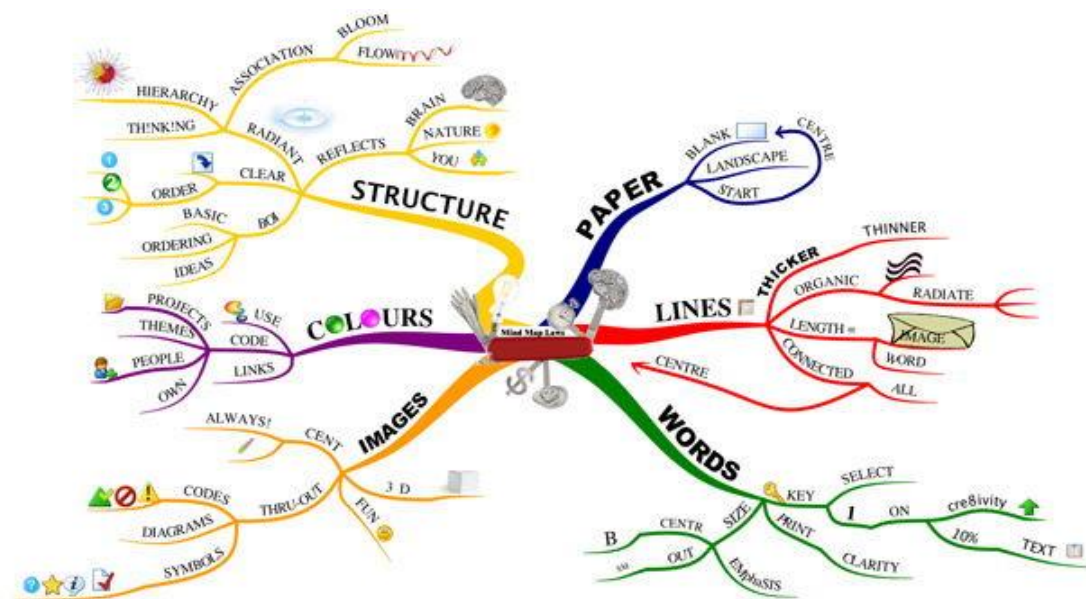 Mind Map Laws
PAPER
BLANK
CENTRE
LANDSCAPE
START
LINES
THICKER
THINNER
ORGANIC
RADIATE
LENGTH =
IMAGE
WORD
CONNECTED
ALL
CENTRE
WORDS
KEY
SELECT
1
ON
cre8ivity
10%
TEXT
PRINT
CLARITY
SIZE
CENTR
B
OUT
EMphaSIS
IMAGES
CENT
ALWAYS!
3 D
FUN
THRU-OUT
CODES
DIAGRAMS
SYMBOLS
COLOURS
USE
CODE
PROJECTS
THEMES
PEOPLE
OWN
LINKS
STRUCTURE
RADIANT
ASSOCIATION
BLOOM
FLOW
HIERARCHY
TH!NK!NG
REFLECTS
BRAIN
NATURE
YOU
CLEAR
ORDER
1
2
3
BOI
BASIC
ORDERING
IDEAS